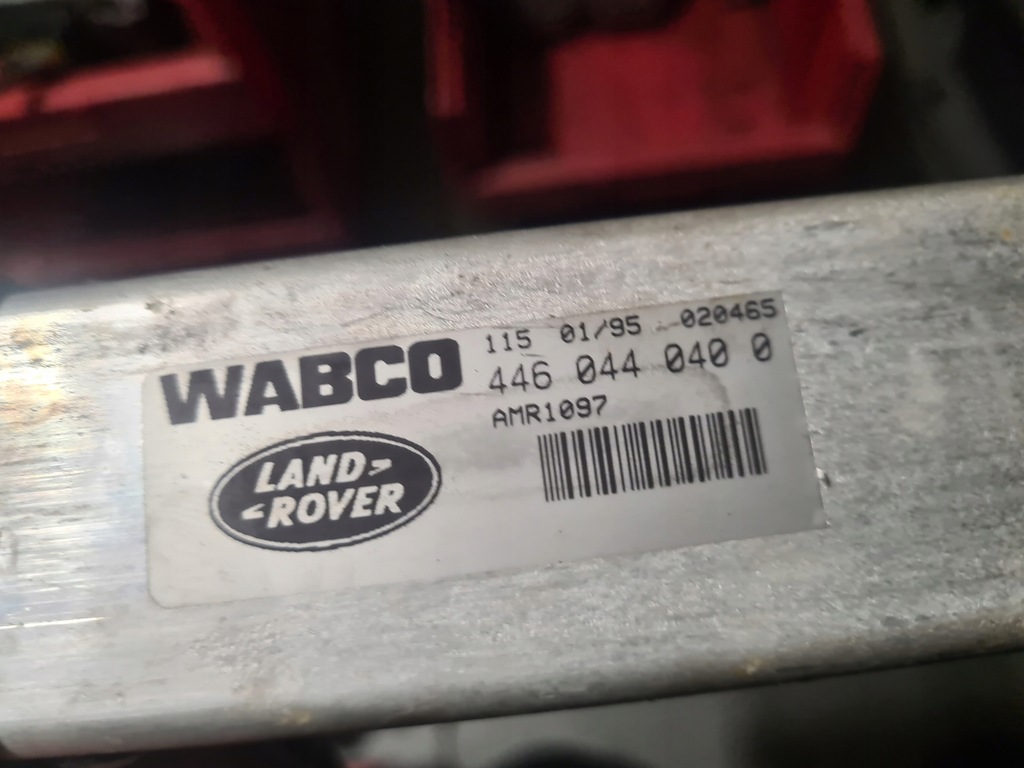 WABCO
115 01/95 020465
446 044 040 0
AMR1097
LAND
ROVER